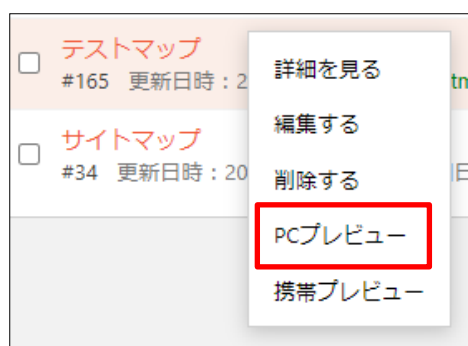 テストマップ
#165 更新日時：2
サイトマップ
#34 更新日時：20
詳細を見る
編集する
削除する
PCプレビュー
携帯プレビュー